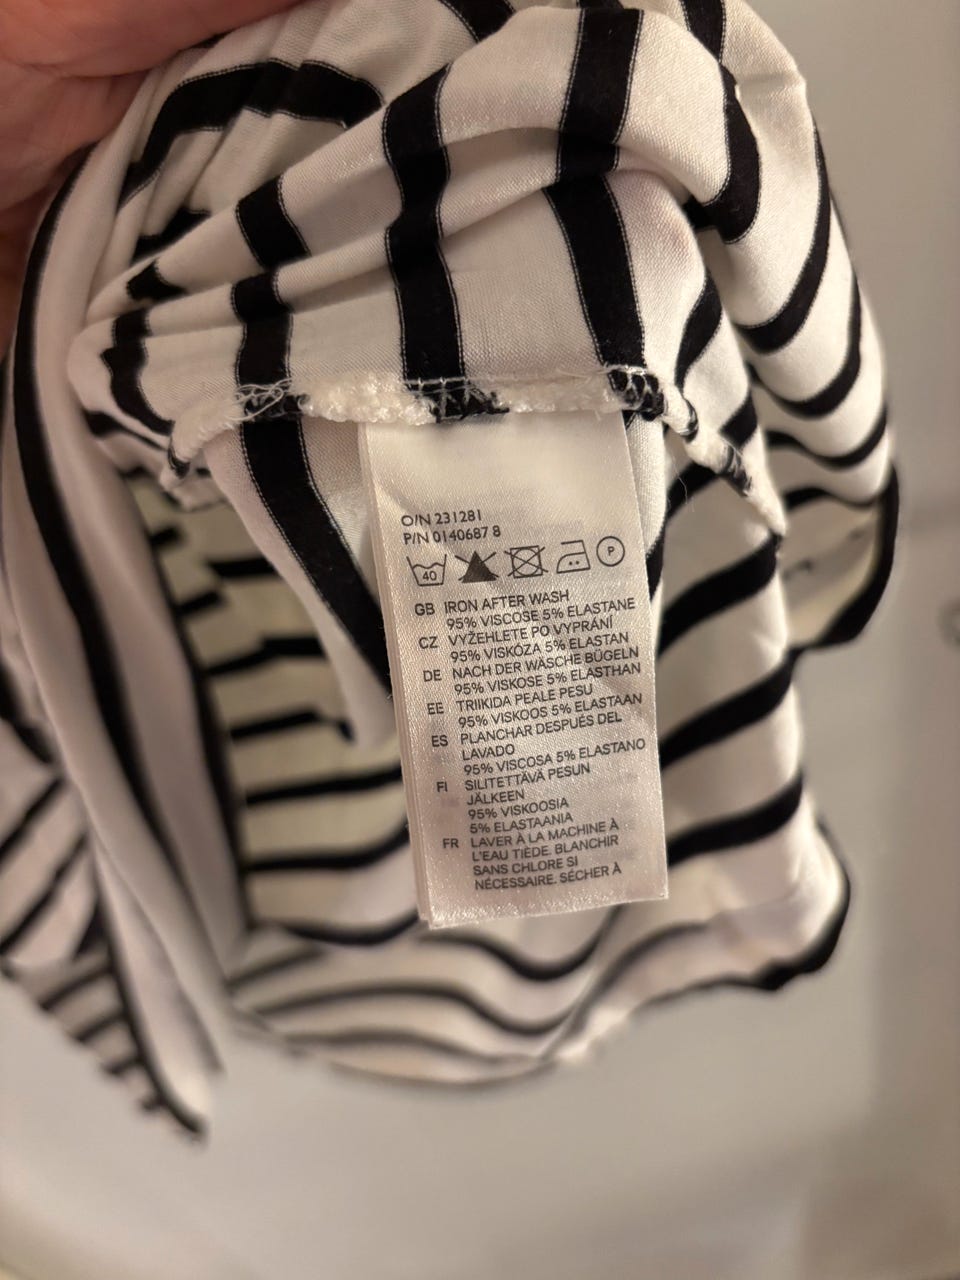 O/N 231281
P/N 0140687 8
40 P
GB IRON AFTER WASH
95% VISCOSE 5% ELASTANE
CZ VYŽEHLETE PO VYPRÁNÍ
95% VISKÓZA 5% ELASTAN
DE NACH DER WÄSCHE BÜGELN
95% VISKOSE 5% ELASTHAN
EE TRIIKIDA PEALE PESU
95% VISKOOS 5% ELASTAAN
ES PLANCHAR DESPUÉS DEL
LAVADO
95% VISCOSA 5% ELASTANO
FI SILITETTÄVÄ PESUN
JÄLKEEN
95% VISKOOSIA
5% ELASTAANIA
FR LAVER À LA MACHINE À
L'EAU TIÈDE. BLANCHIR
SANS CHLORE SI
NÉCESSAIRE. SÉCHER À